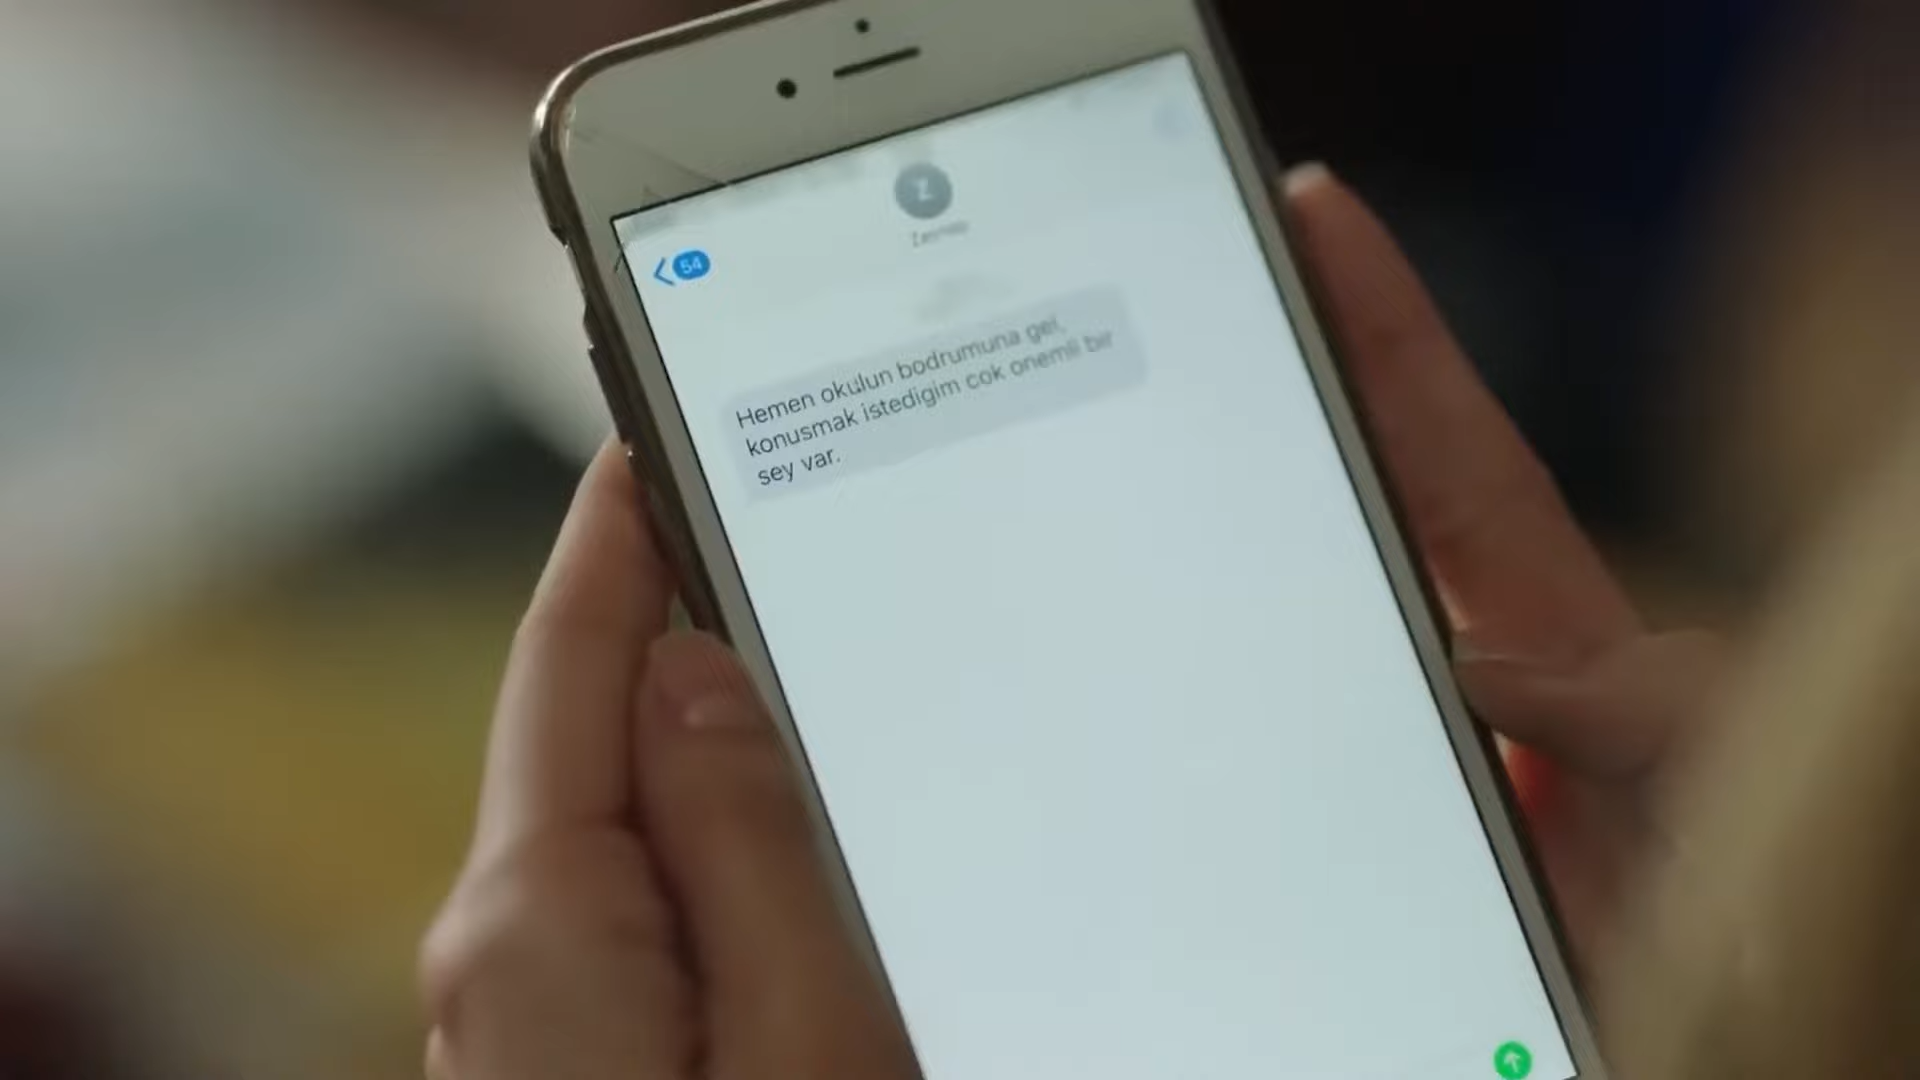 Z
54
Hemen okulun bodrumuna gel,
konusmak istedigim cok onemli bir
sey var.